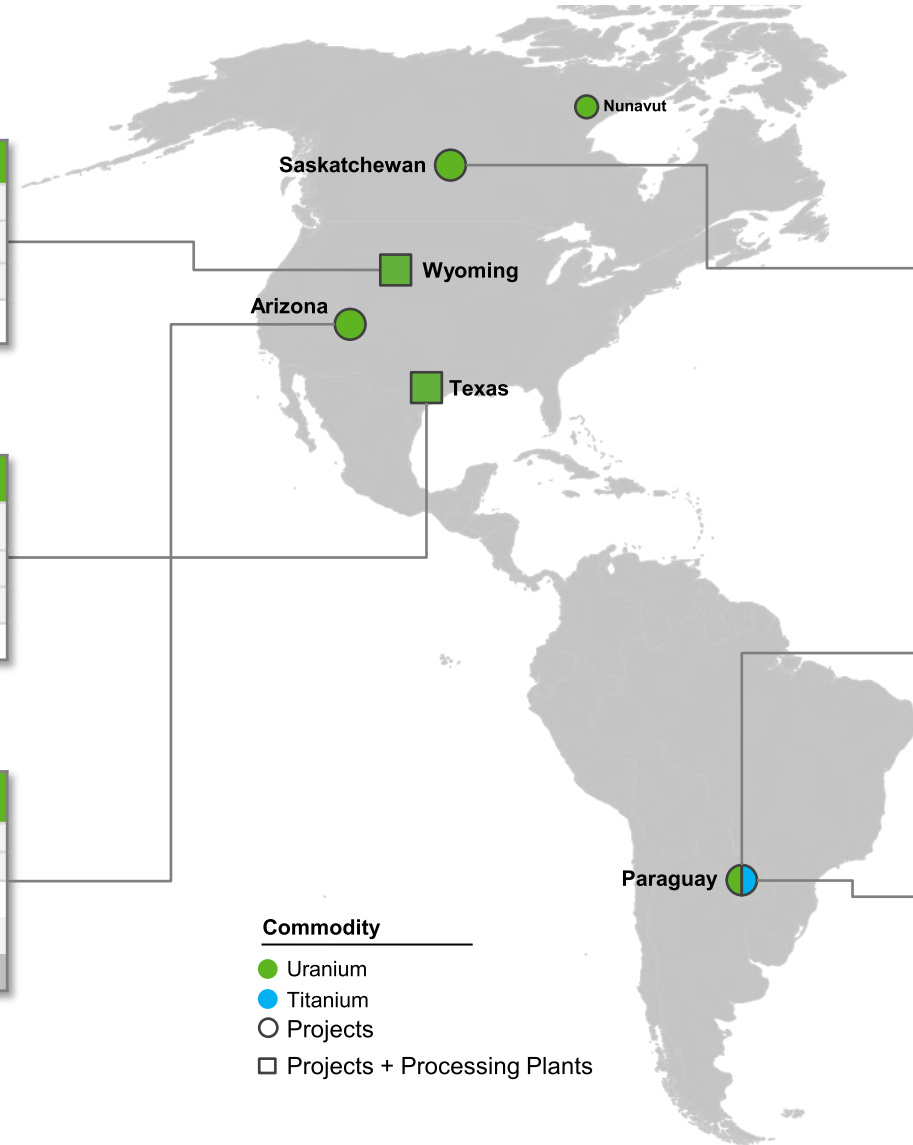 Nunavut
Saskatchewan
Wyoming
Arizona
Texas
Paraguay
Commodity
Uranium
Titanium
Projects
Projects + Processing Plants